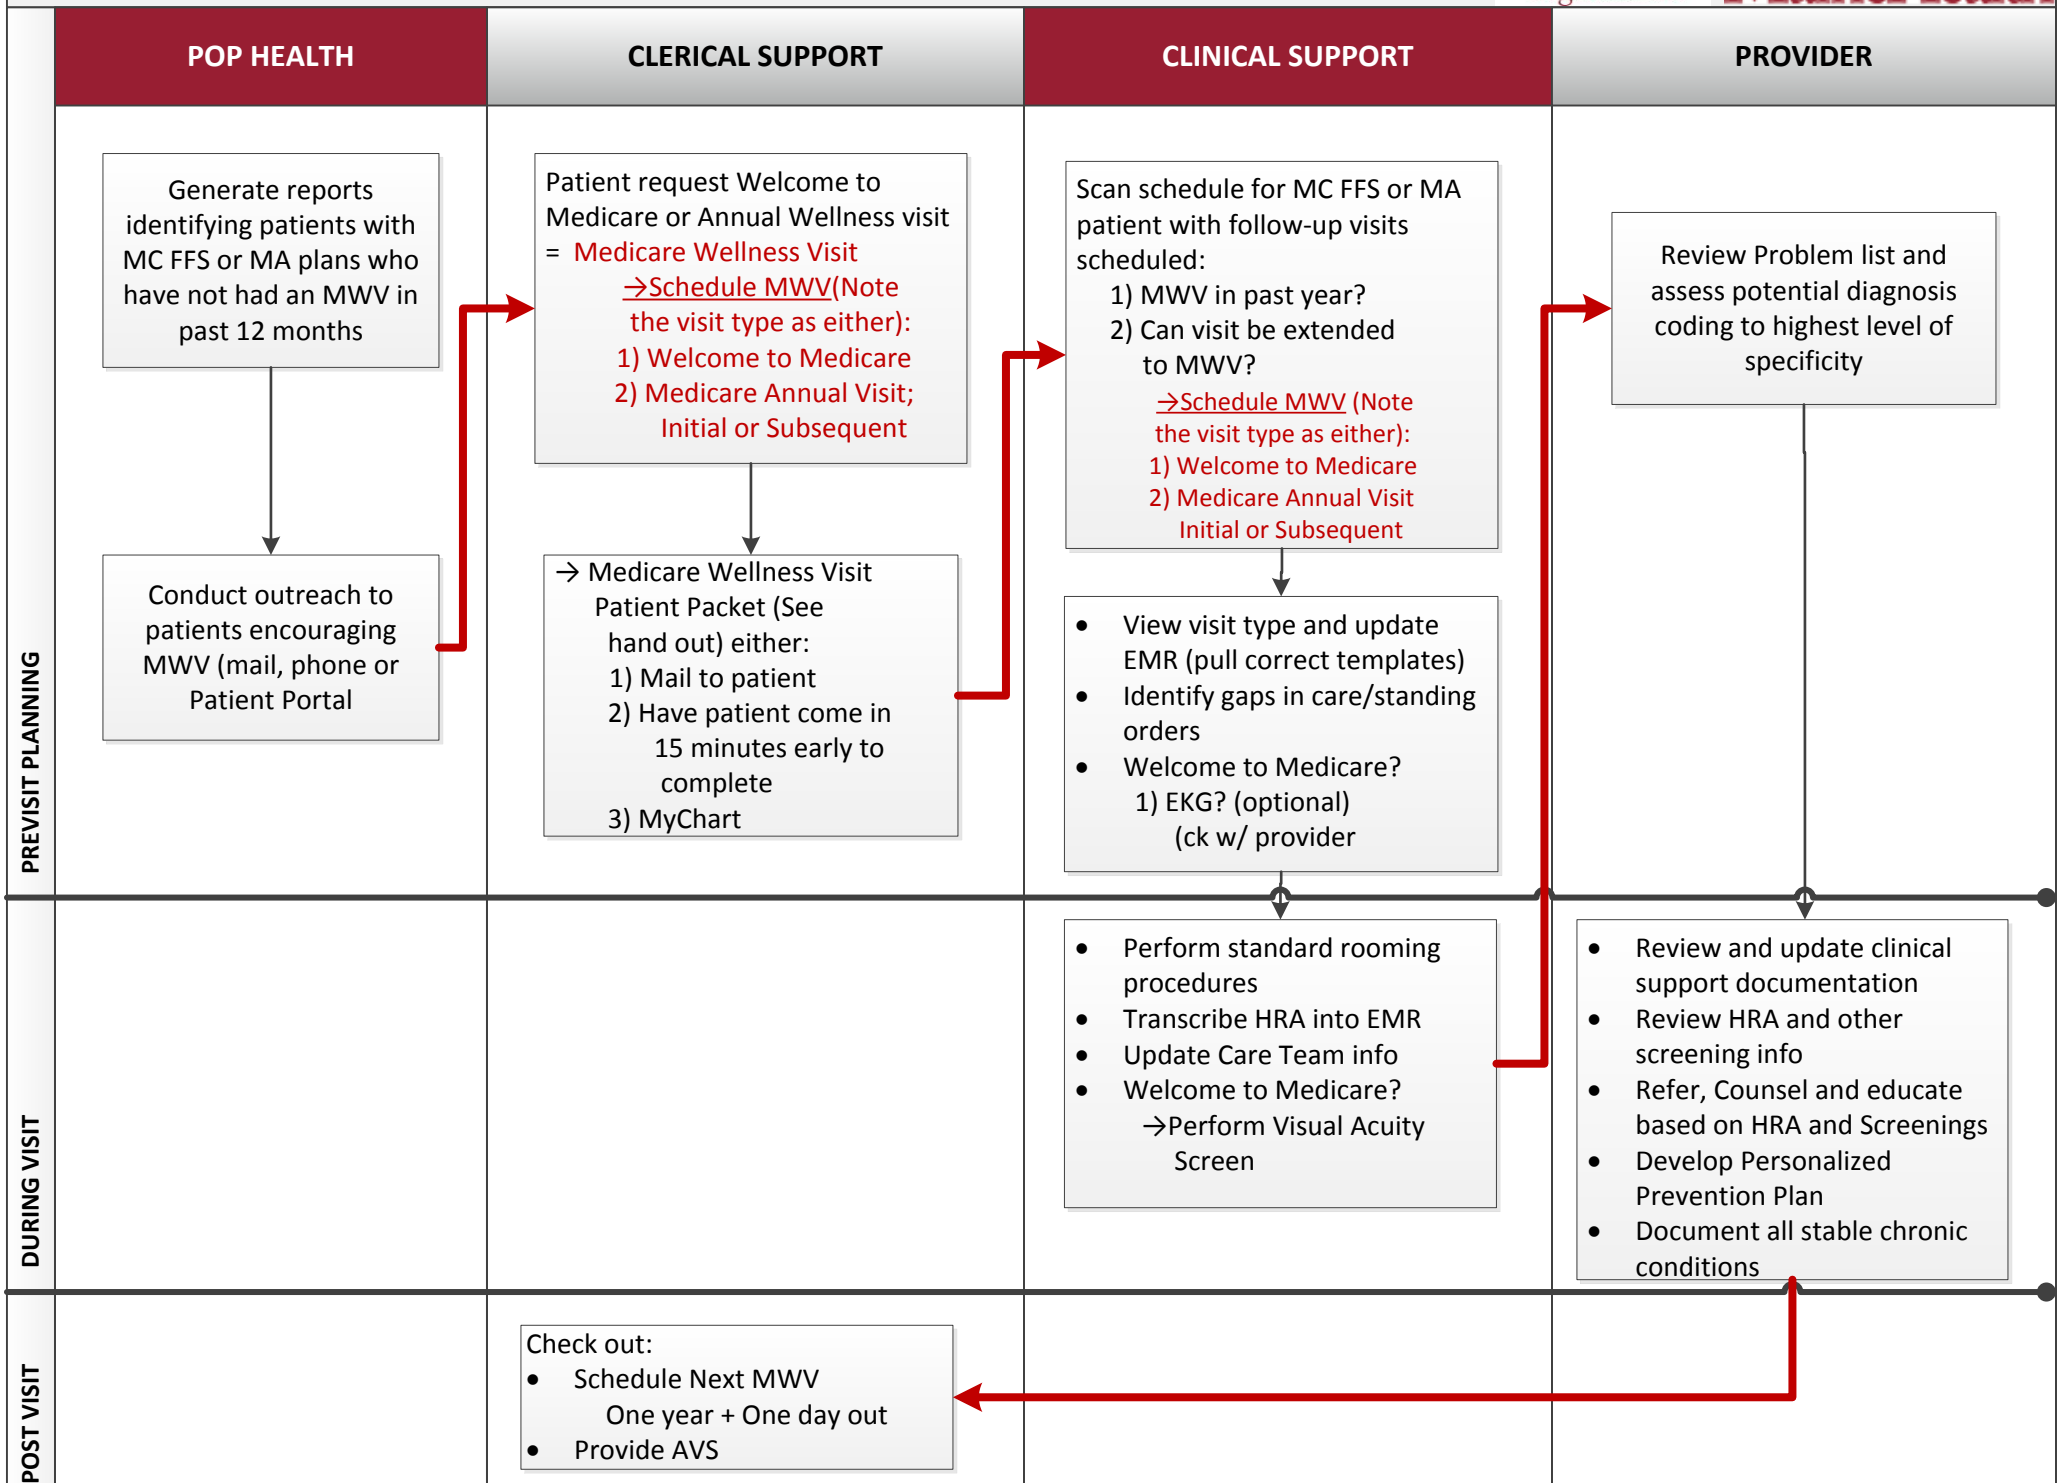 POP HEALTH
CLERICAL SUPPORT
CLINICAL SUPPORT
PROVIDER
PREVISIT PLANNING
Generate reports
identifying patients with
MC FFS or MA plans who
have not had an MWV in
past 12 months
Conduct outreach to
patients encouraging
MWV (mail, phone or
Patient Portal
Patient request Welcome to
Medicare or Annual Wellness visit
= Medicare Wellness Visit
→Schedule MWV(Note
the visit type as either):
1) Welcome to Medicare
2) Medicare Annual Visit;
Initial or Subsequent
→ Medicare Wellness Visit
Patient Packet (See
hand out) either:
1) Mail to patient
2) Have patient come in
15 minutes early to
complete
3) MyChart
Scan schedule for MC FFS or MA
patient with follow-up visits
scheduled:
1) MWV in past year?
2) Can visit be extended
to MWV?
→Schedule MWV (Note
the visit type as either):
1) Welcome to Medicare
2) Medicare Annual Visit
Initial or Subsequent
• View visit type and update
EMR (pull correct templates)
• Identify gaps in care/standing
orders
• Welcome to Medicare?
1) EKG? (optional)
(ck w/ provider
Review Problem list and
assess potential diagnosis
coding to highest level of
specificity
DURING VISIT
• Perform standard rooming
procedures
• Transcribe HRA into EMR
• Update Care Team info
• Welcome to Medicare?
→Perform Visual Acuity
Screen
• Review and update clinical
support documentation
• Review HRA and other
screening info
• Refer, Counsel and educate
based on HRA and Screenings
• Develop Personalized
Prevention Plan
• Document all stable chronic
conditions
POST VISIT
Check out:
• Schedule Next MWV
One year + One day out
• Provide AVS